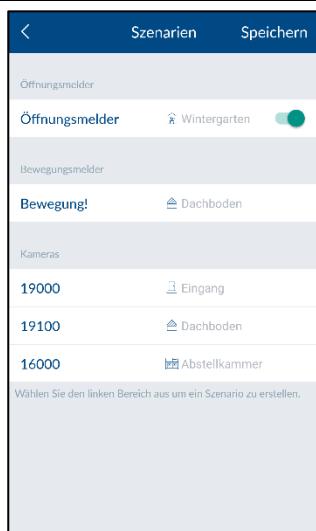 Szenarien Speichern
Öffnungsmelder
Öffnungsmelder Wintergarten
Bewegungsmelder
Bewegung! Dachboden
Kameras
19000 Eingang
19100 Dachboden
16000 Abstellkammer
Wählen Sie den linken Bereich aus um ein Szenario zu erstellen.